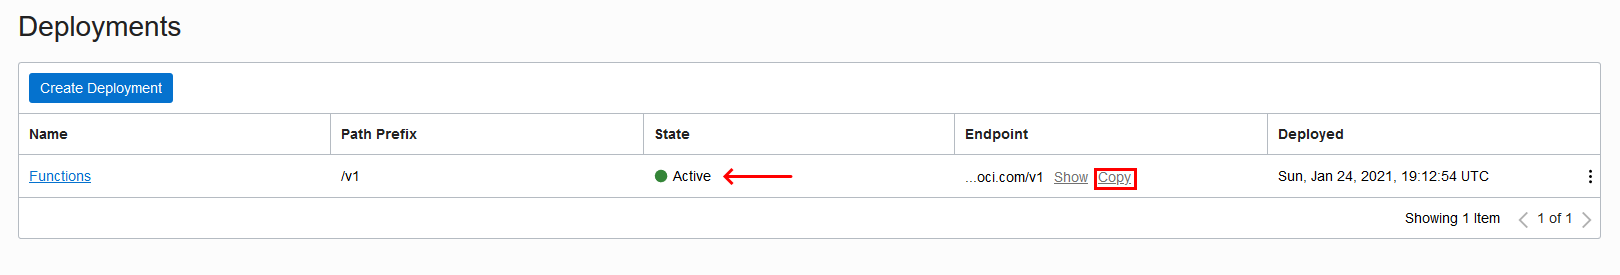 Deployments
Create Deployment
Name Path Prefix State Endpoint Deployed
Functions /v1 Active ...oci.com/v1 Show Copy Sun, Jan 24, 2021, 19:12:54 UTC
Showing 1 Item 1 of 1